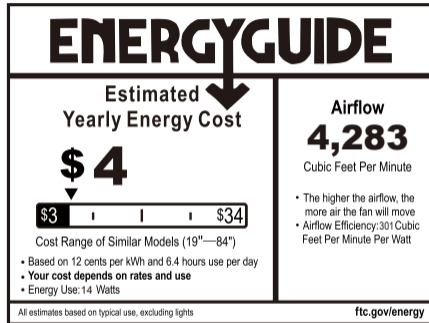 ENERGYGUIDE
Estimated
Yearly Energy Cost
$4
$3
$34
Cost Range of Similar Models (19"—84")
• Based on 12 cents per kWh and 6.4 hours use per day
• Your cost depends on rates and use
• Energy Use:14 Watts
Airflow
4,283
Cubic Feet Per Minute
• The higher the airflow, the
more air the fan will move
• Airflow Efficiency:301Cubic
Feet Per Minute Per Watt
All estimates based on typical use, excluding lights
ftc.gov/energy